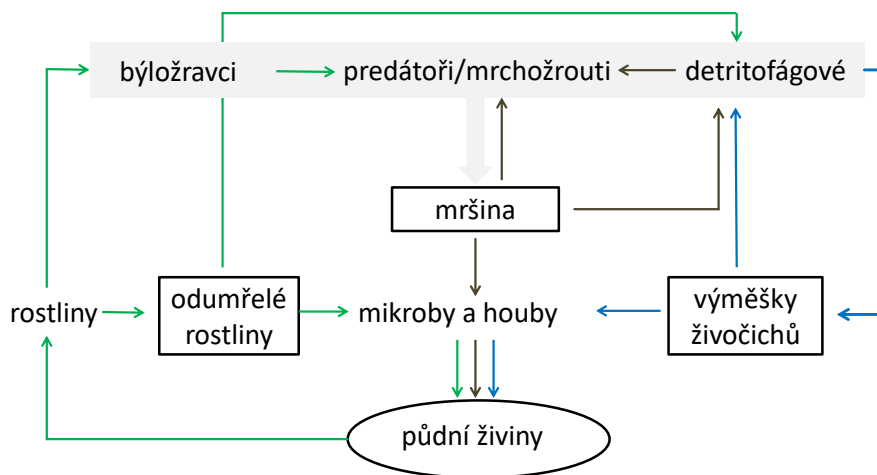 býložravci
predátoři/mrchožrouti
detritofágové
mršina
rostliny
odumřelé
rostliny
mikroby a houby
výměšky
živočichů
půdní živiny